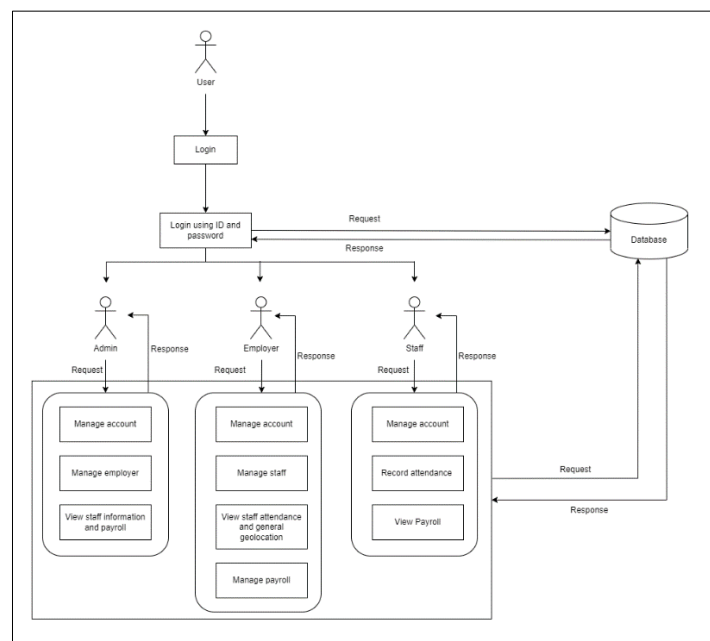 User
Login
Login using ID and
password
Request
Response
Database
Admin
Response
Request
Employer
Response
Request
Staff
Response
Request
Manage account
Manage employer
View staff information
and payroll
Manage account
Manage staff
View staff attendance
and general
geolocation
Manage payroll
Manage account
Record attendance
View Payroll
Request
Response